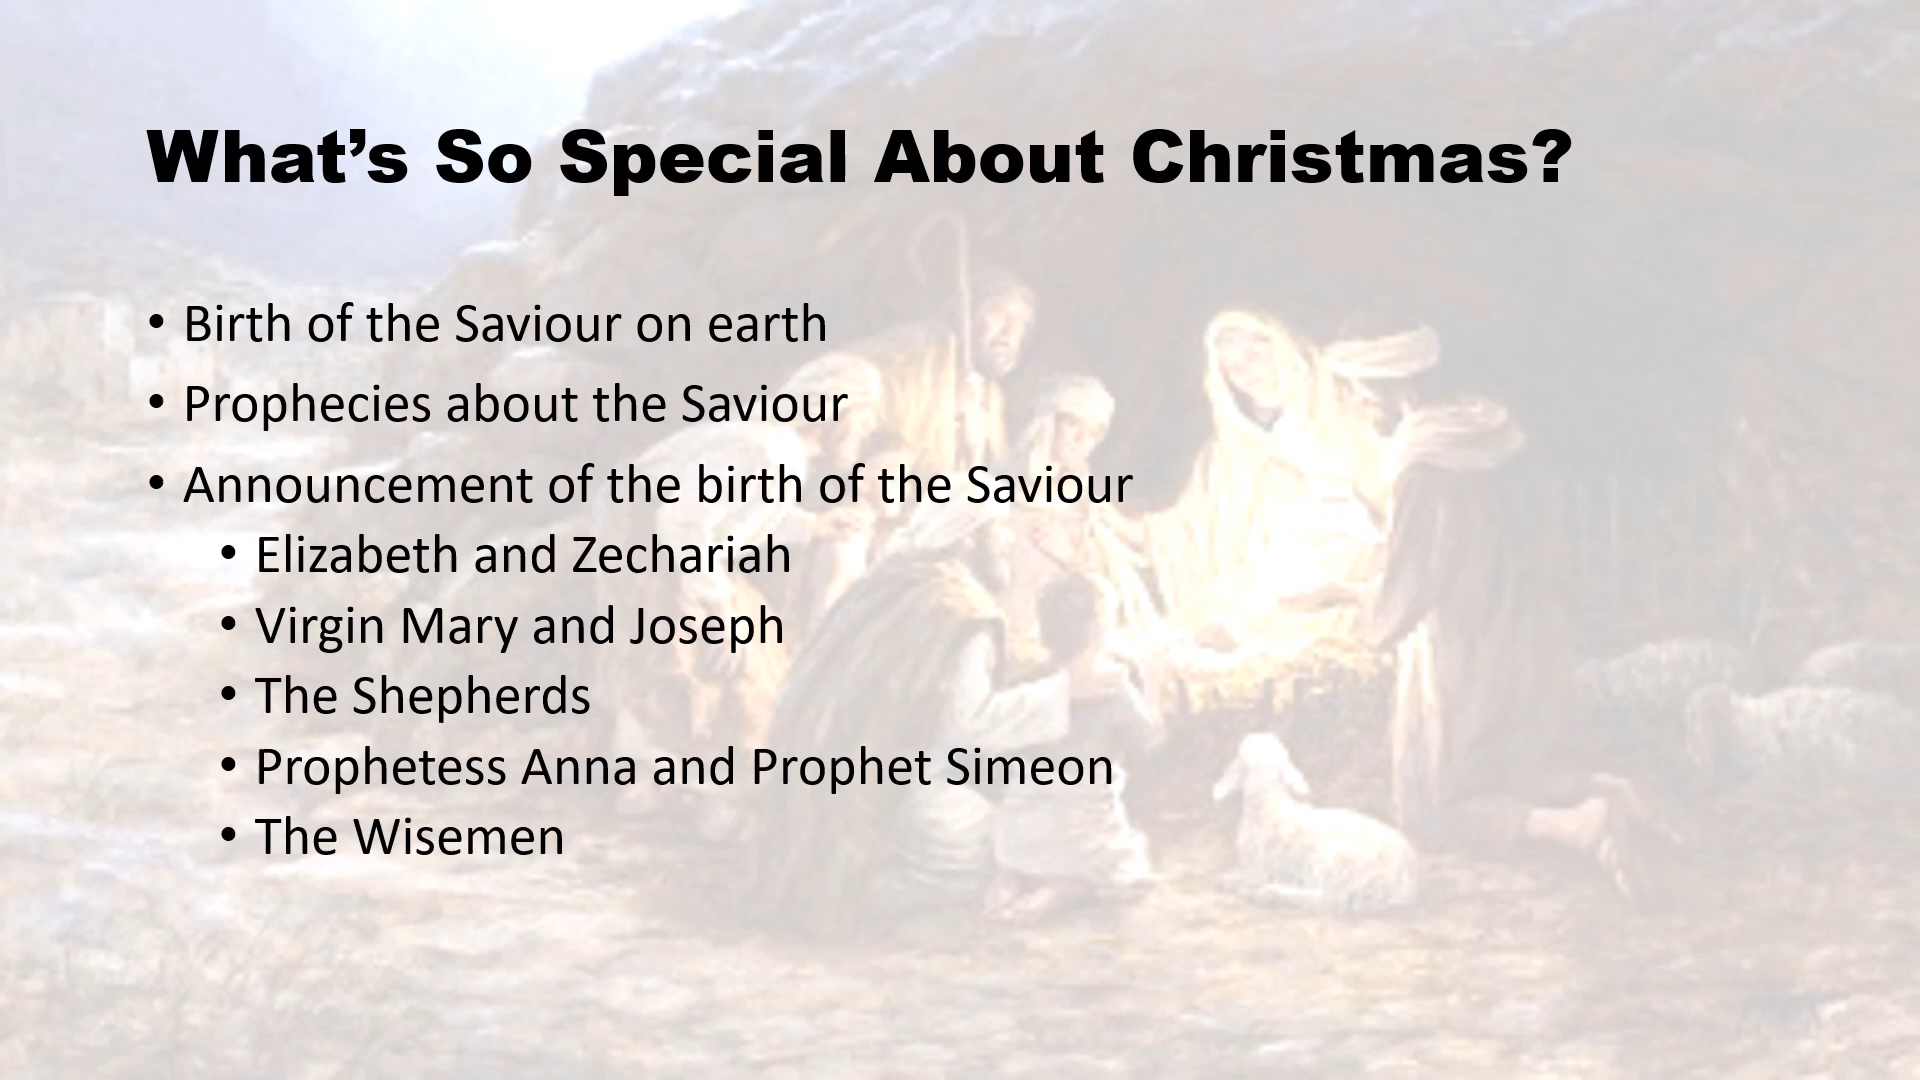 What’s So Special About Christmas?
• Birth of the Saviour on earth
• Prophecies about the Saviour
• Announcement of the birth of the Saviour
• Elizabeth and Zechariah
• Virgin Mary and Joseph
• The Shepherds
• Prophetess Anna and Prophet Simeon
• The Wisemen